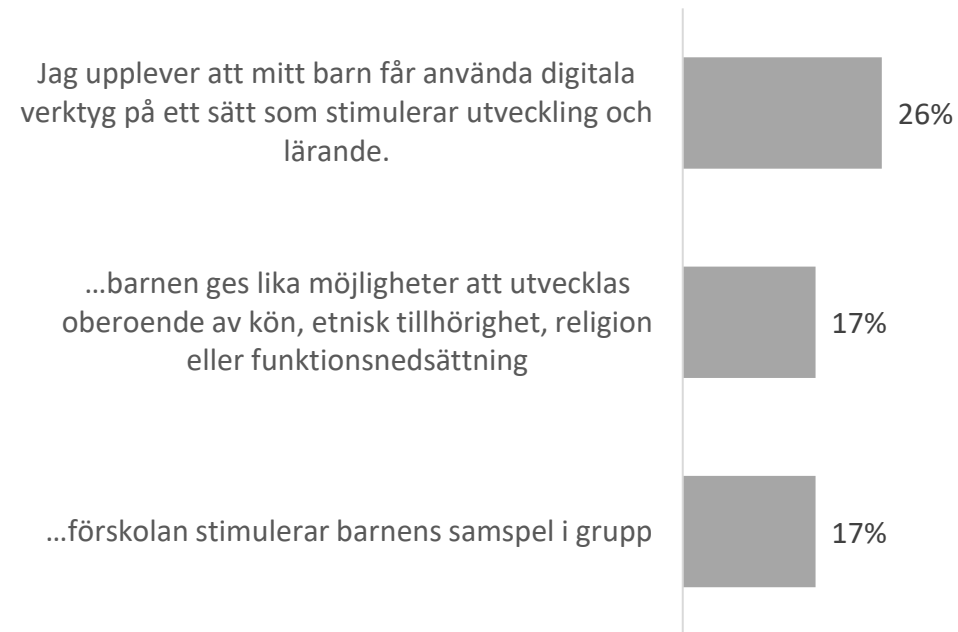 Jag upplever att mitt barn får använda digitala
verktyg på ett sätt som stimulerar utveckling och
lärande.
26%
…barnen ges lika möjligheter att utvecklas
oberoende av kön, etnisk tillhörighet, religion
eller funktionsnedsättning
17%
…förskolan stimulerar barnens samspel i grupp
17%